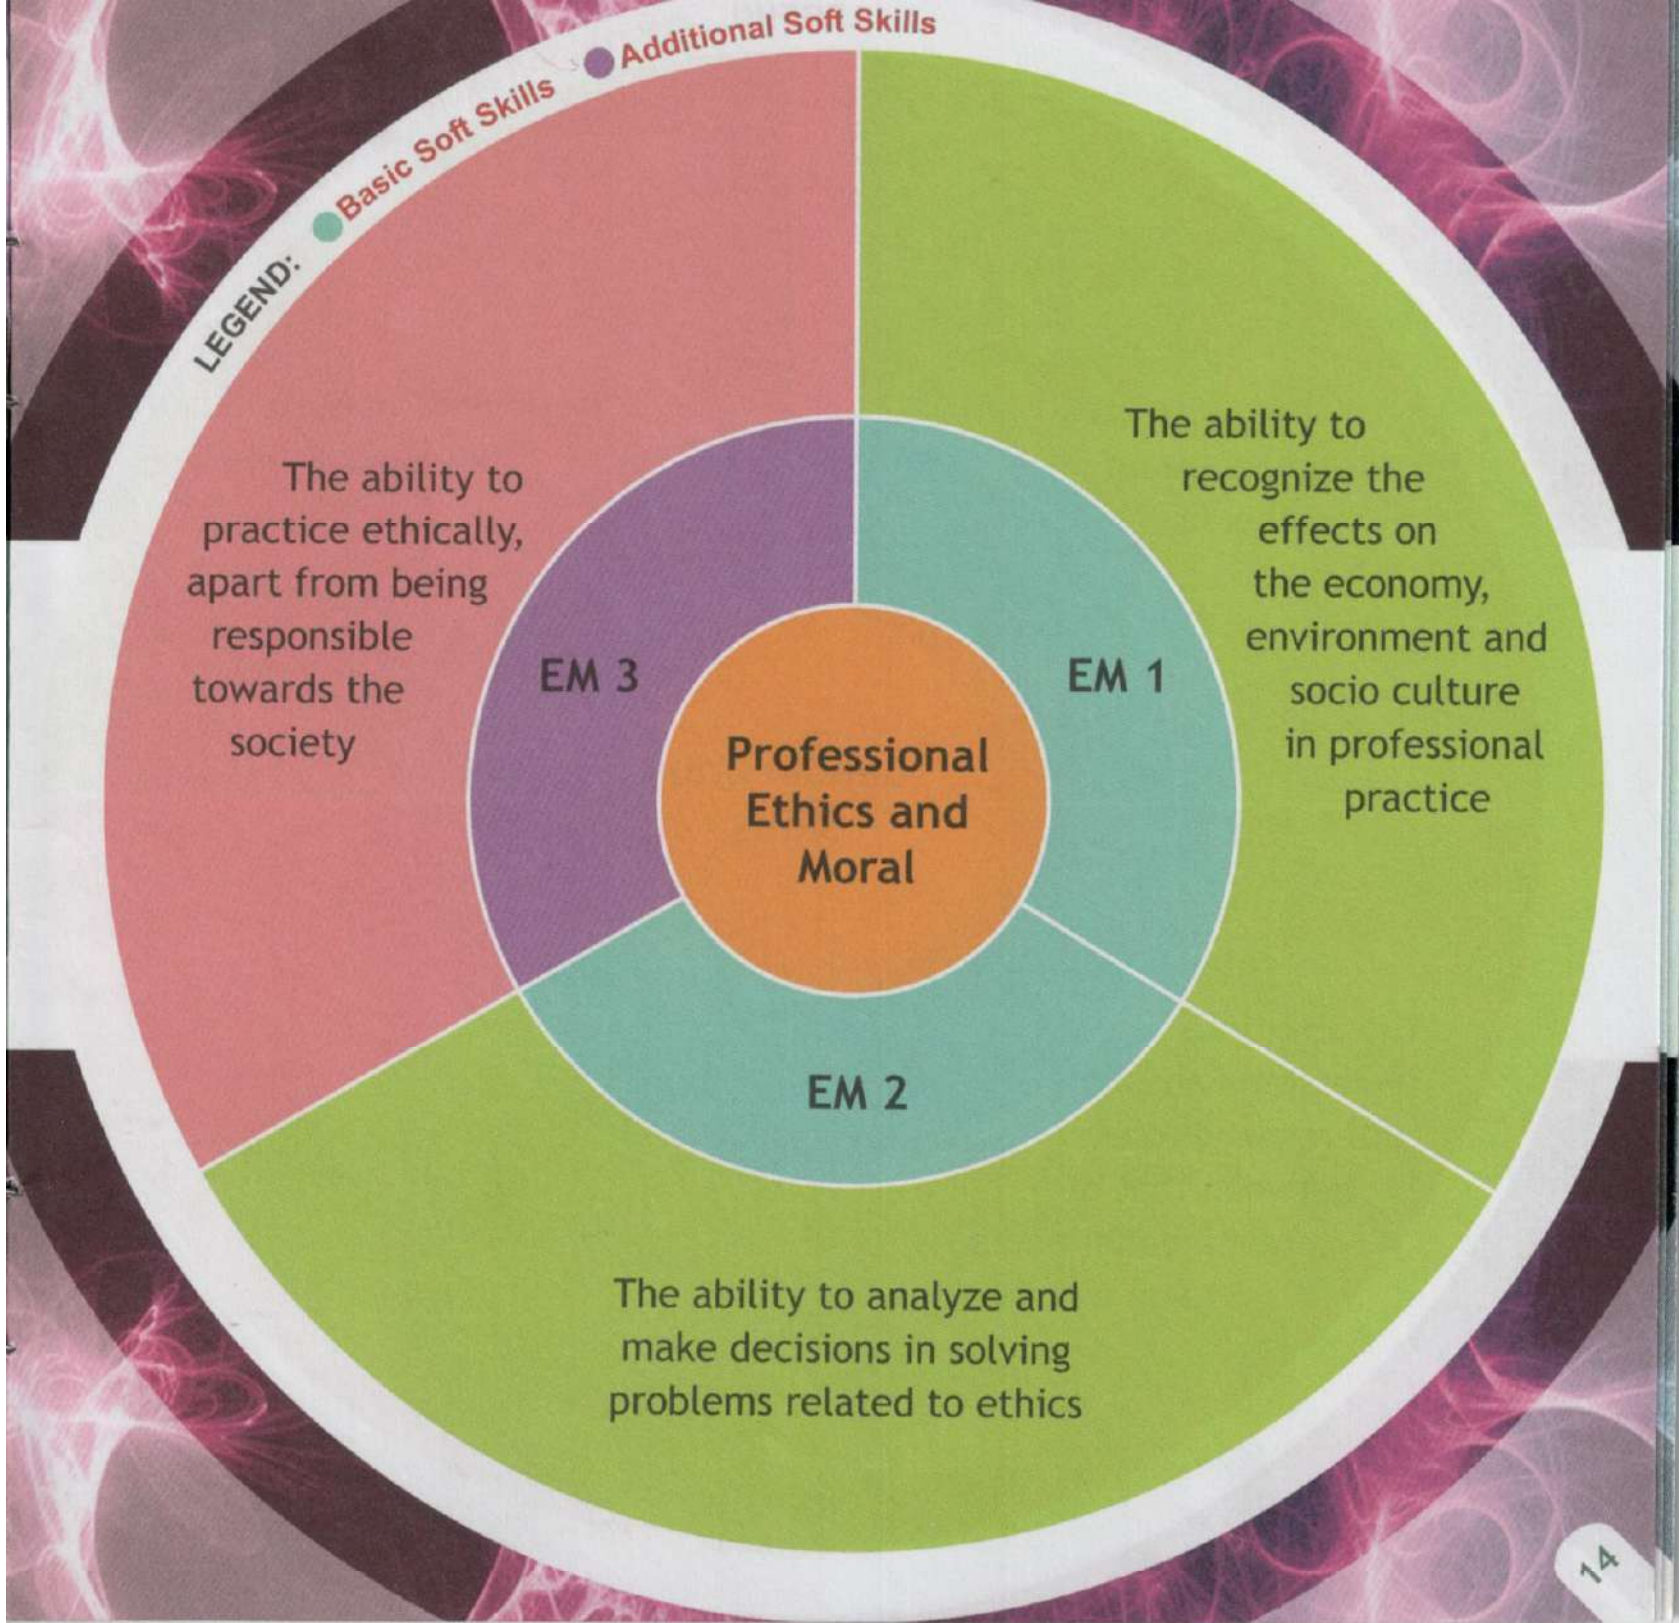 LEGEND: Basic Soft Skills Additional Soft Skills
The ability to
practice ethically,
apart from being
responsible
towards the
society
EM 3
Professional
Ethics and
Moral
EM 1
The ability to
recognize the
effects on
the economy,
environment and
socio culture
in professional
practice
EM 2
The ability to analyze and
make decisions in solving
problems related to ethics
14